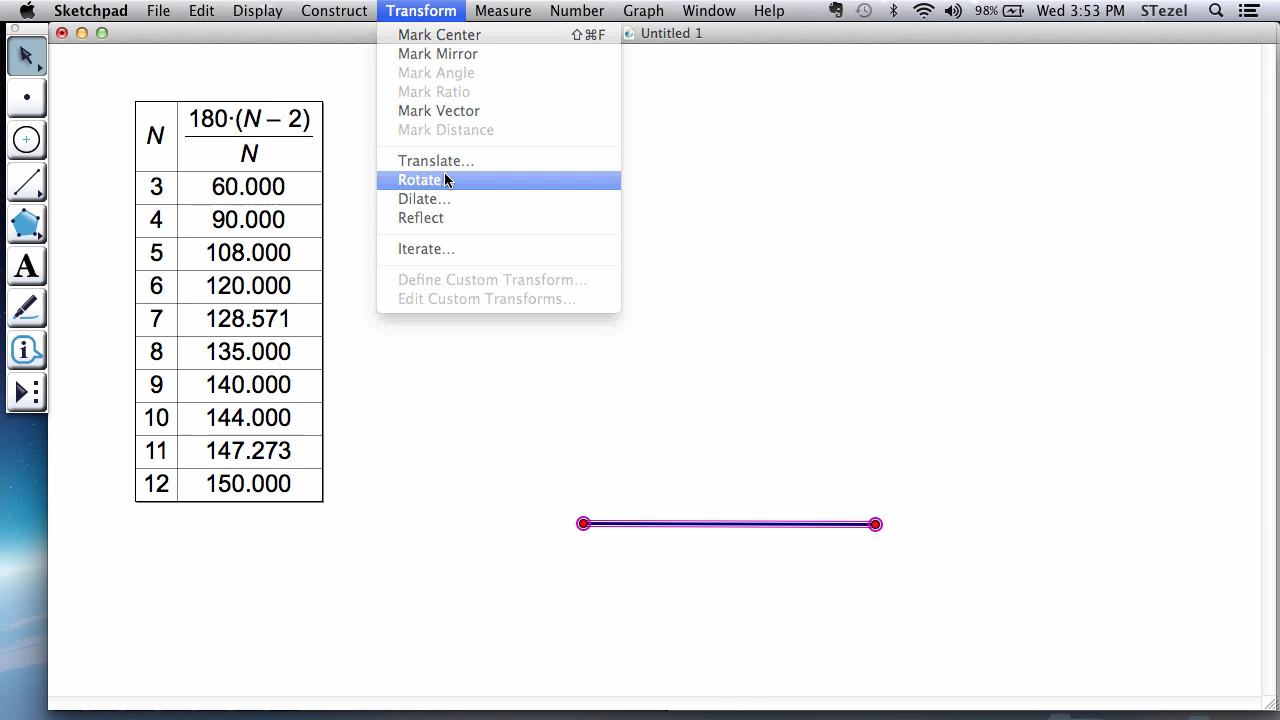 Sketchpad File Edit Display Construct Transform Measure Number Graph Window Help 98% Wed 3:53 PM STezel
Untitled 1
Mark Center ⇧⌘F
Mark Mirror
Mark Angle
Mark Ratio
Mark Vector
Mark Distance
Translate...
Rotate
Dilate...
Reflect
Iterate...
Define Custom Transform...
Edit Custom Transforms...
A
i
N 180·(N – 2)
N
3 60.000
4 90.000
5 108.000
6 120.000
7 128.571
8 135.000
9 140.000
10 144.000
11 147.273
12 150.000